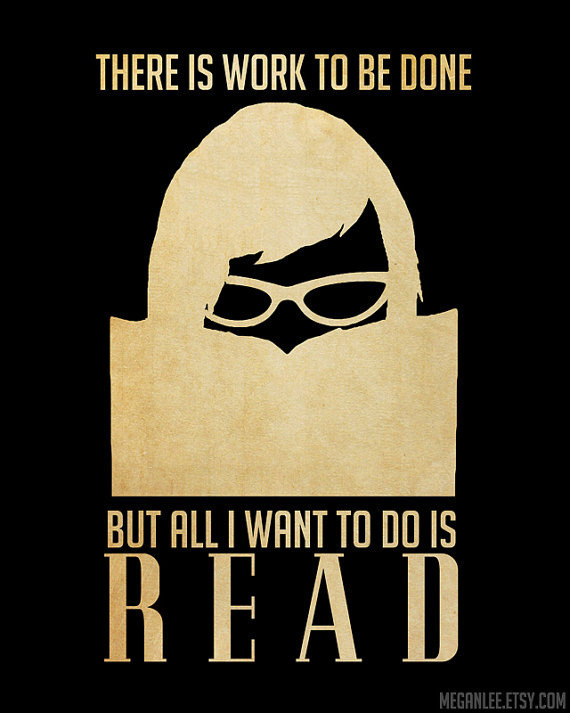 THERE IS WORK TO BE DONE
BUT ALL I WANT TO DO IS
READ
MEGANLEE.ETSY.COM